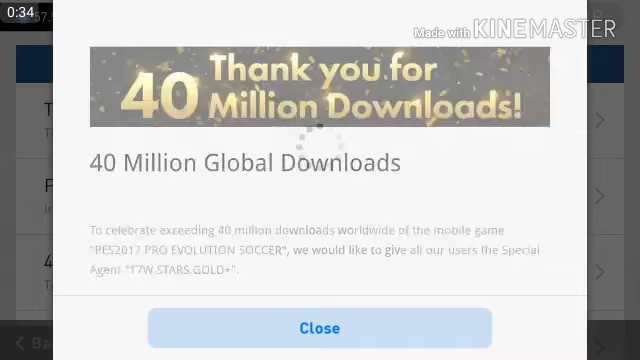 0:34
Made with KINEMASTER
Thank you for
40 Million Downloads!
40 Million Global Downloads
To celebrate exceeding 40 million downloads worldwide of the mobile game
"PES2017 PRO EVOLUTION SOCCER", we would like to give all our users the Special
Agent "17W STARS GOLD+".
Close